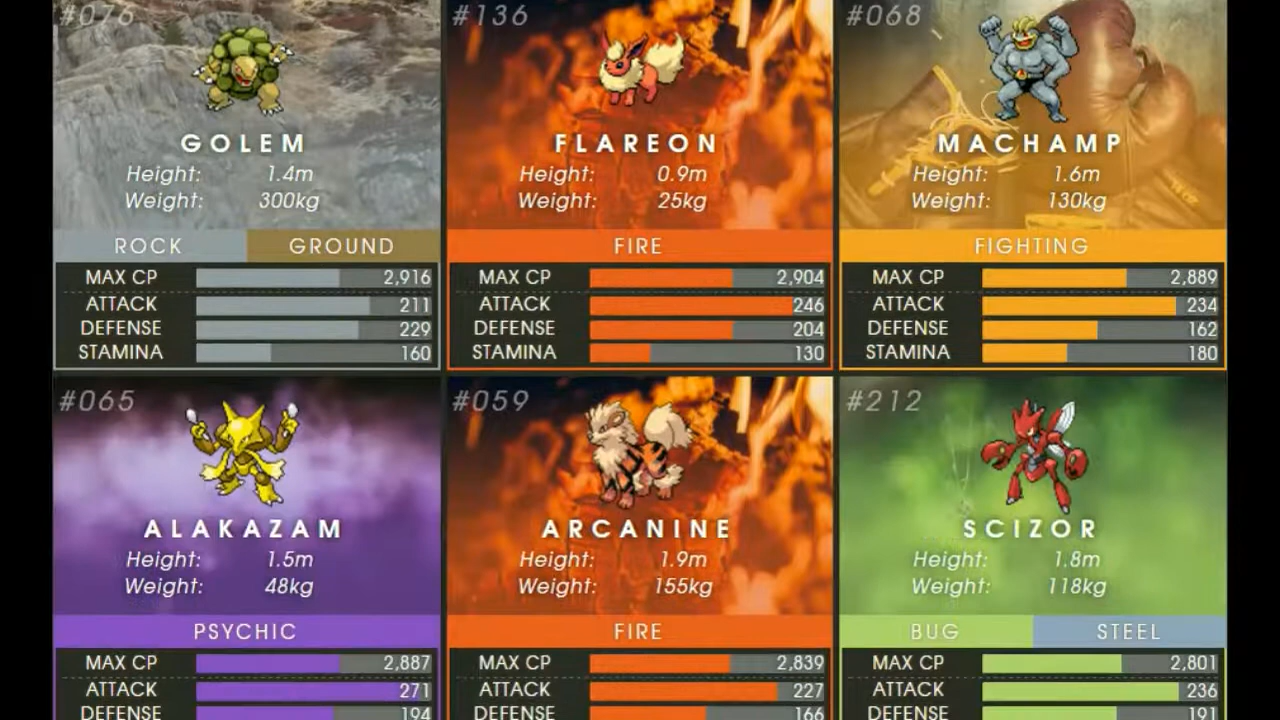 #076
GOLEM
Height: 1.4m
Weight: 300kg
ROCK GROUND
MAX CP 2,916
ATTACK 211
DEFENSE 229
STAMINA 160
#136
FLAREON
Height: 0.9m
Weight: 25kg
FIRE
MAX CP 2,904
ATTACK 246
DEFENSE 204
STAMINA 130
#068
MACHAMP
Height: 1.6m
Weight: 130kg
FIGHTING
MAX CP 2,889
ATTACK 234
DEFENSE 162
STAMINA 180
#065
ALAKAZAM
Height: 1.5m
Weight: 48kg
PSYCHIC
MAX CP 2,887
ATTACK 271
DEFENSE 194
#059
ARCANINE
Height: 1.9m
Weight: 155kg
FIRE
MAX CP 2,839
ATTACK 227
DEFENSE 166
#212
SCIZOR
Height: 1.8m
Weight: 118kg
BUG STEEL
MAX CP 2,801
ATTACK 236
DEFENSE 191